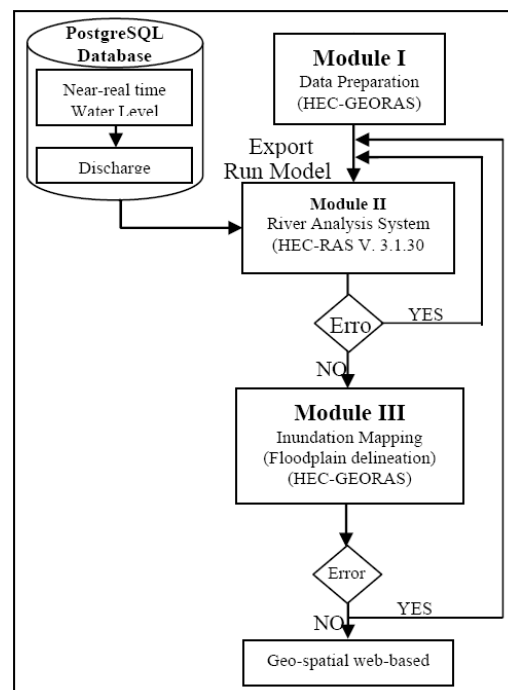 PostgreSQL
Database
Near-real time
Water Level
Discharge
Module I
Data Preparation
(HEC-GEORAS)
Export
Run Model
Module II
River Analysis System
(HEC-RAS V. 3.1.30
Erro
YES
NO
Module III
Inundation Mapping
(Floodplain delineation)
(HEC-GEORAS)
Error
YES
NO
Geo-spatial web-based